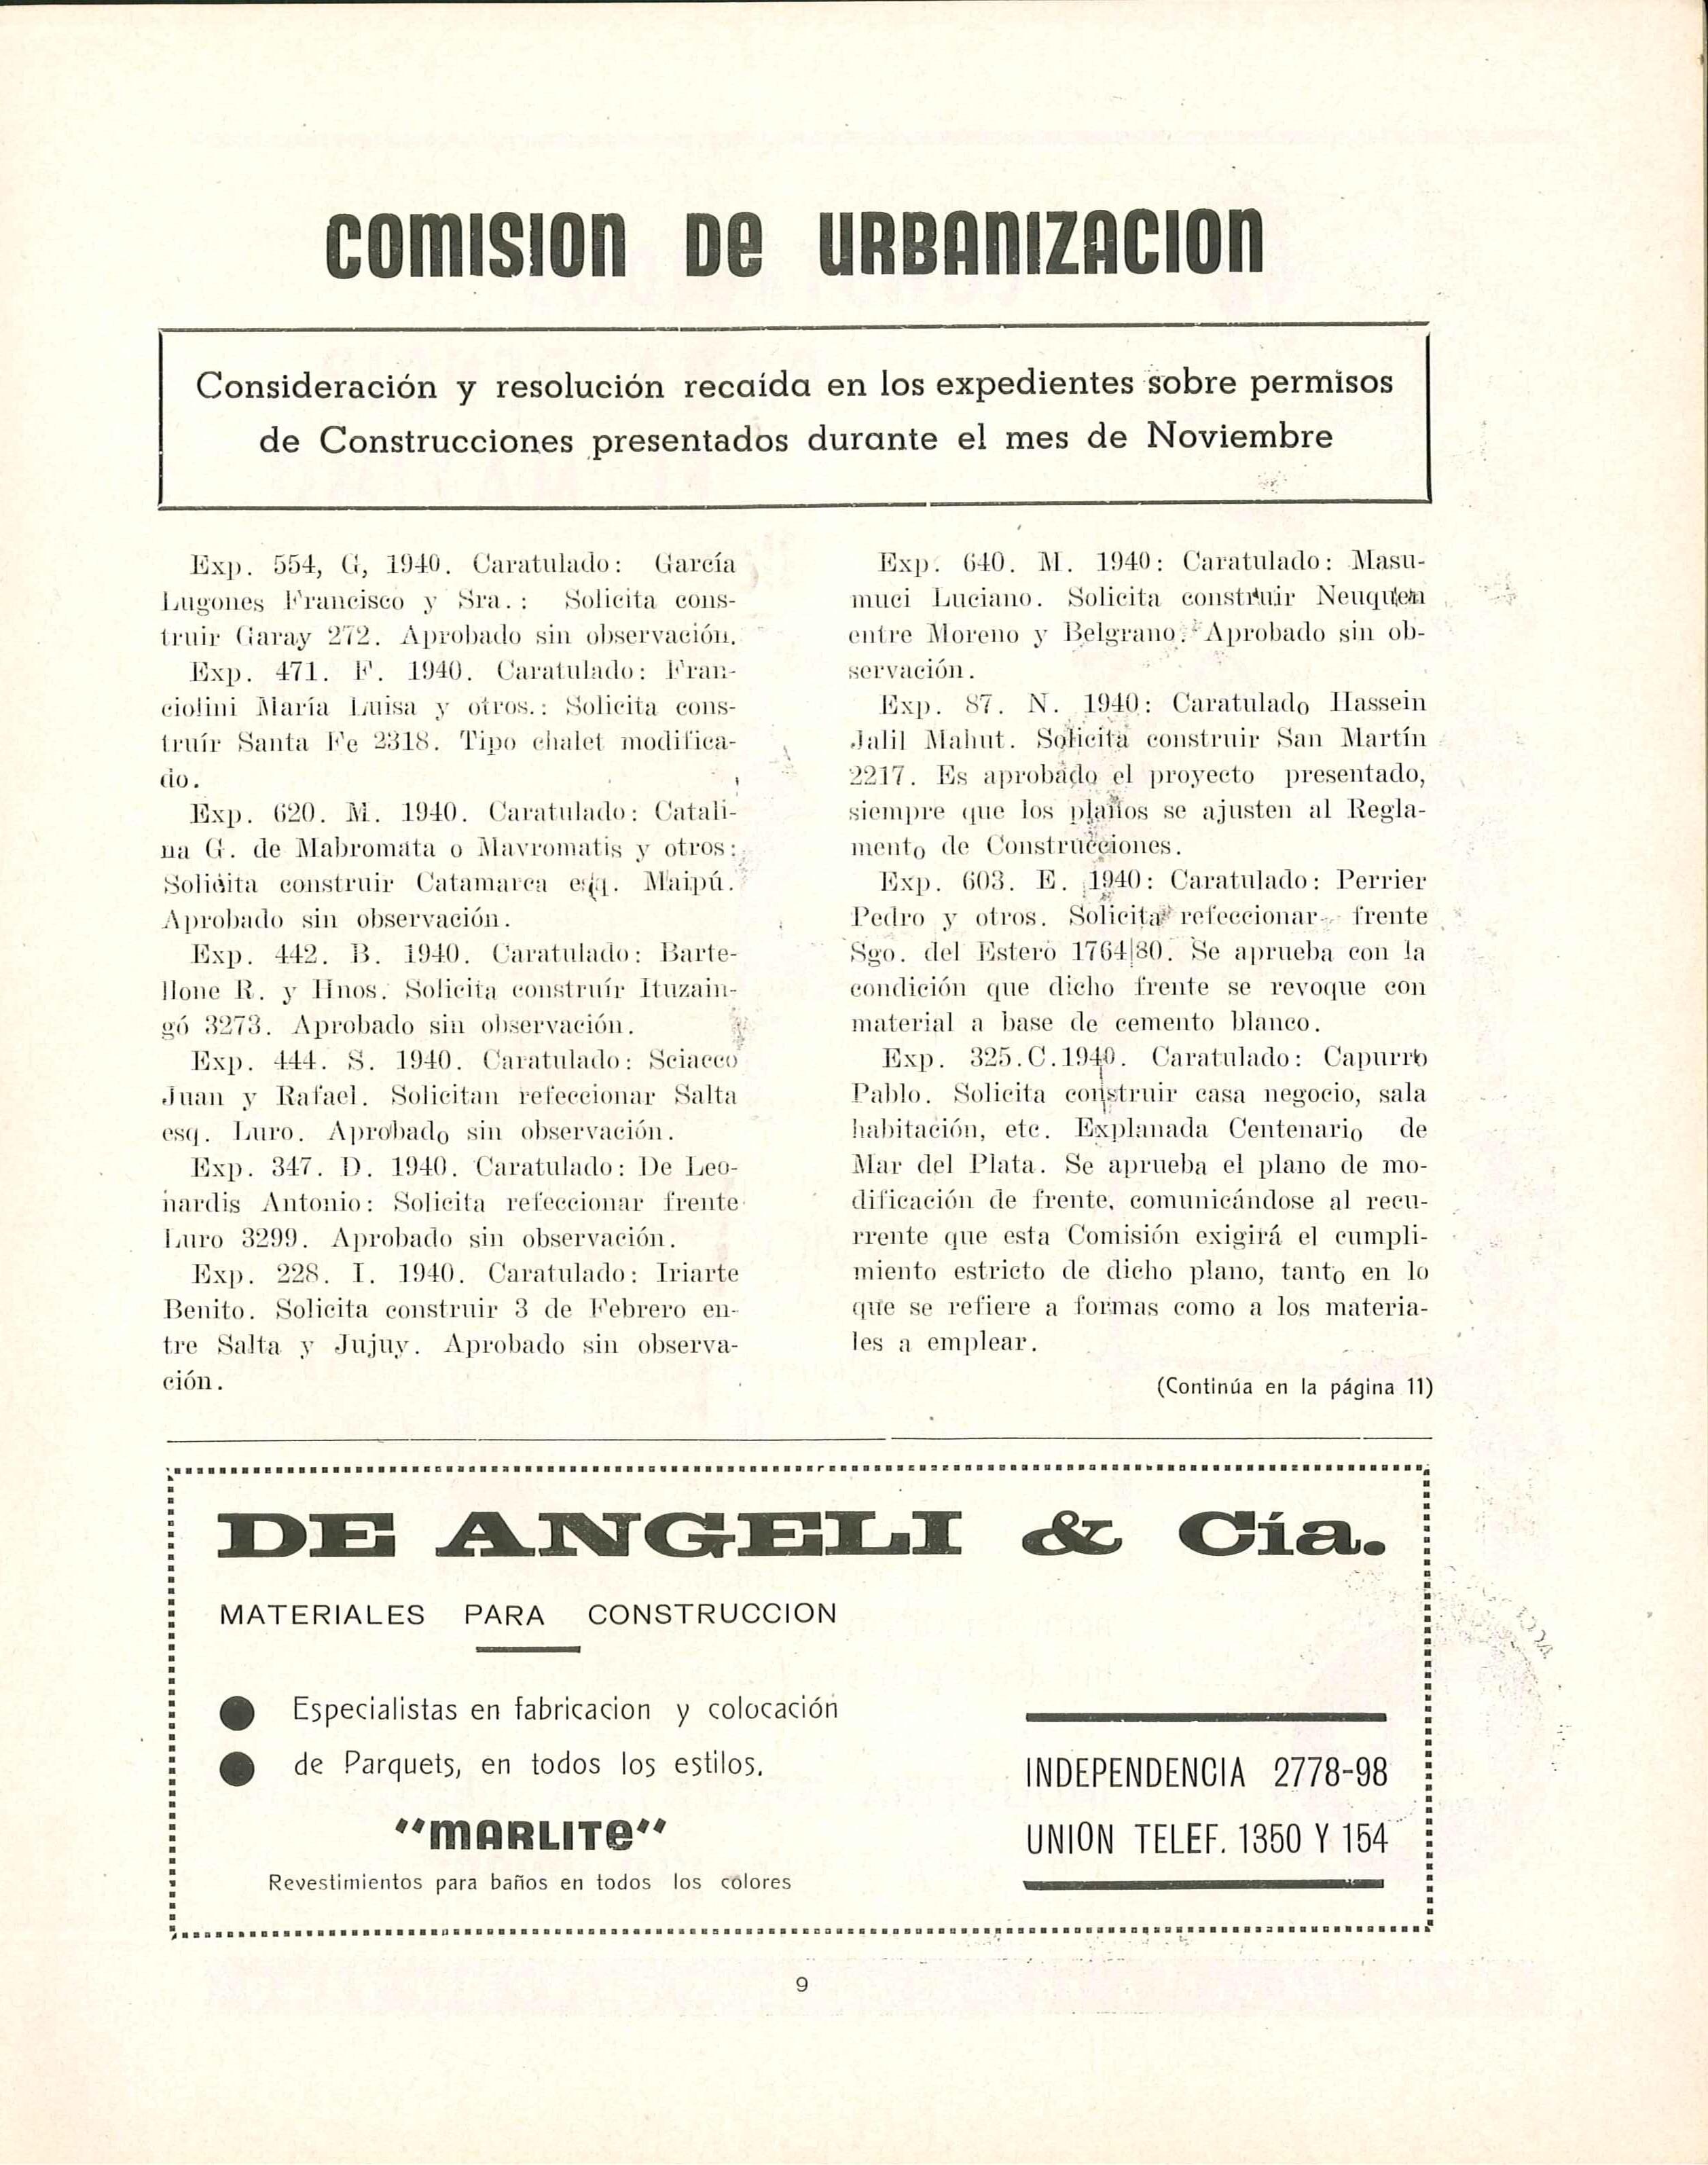 COMISION DE URBANIZACION
Consideración y resolución recaída en los expedientes sobre permisos
de Construcciones presentados durante el mes de Noviembre
Exp. 554, G, 1940. Caratulado: García
Lugones Francisco y Sra.: Solicita cons-
truir Garay 272. Aprobado sin observación.
Exp. 471. F. 1940. Caratulado: Fran-
ciolini María Luisa y otros.: Solicita cons-
truír Santa Fe 2318. Tipo chalet modifica-
do.
Exp. 620. M. 1940. Caratulado: Catali-
na G. de Mabromata o Mavromatis y otros:
Solicita construir Catamarca esq. Maipú.
Aprobado sin observación.
Exp. 442. B. 1940. Caratulado: Barte-
llone R. y Hnos. Solicita construír Ituzain-
gó 3273. Aprobado sin observación.
Exp. 444. S. 1940. Caratulado: Sciacco
Juan y Rafael. Solicitan refeccionar Salta
esq. Luro. Aprobado sin observación.
Exp. 347. D. 1940. Caratulado: De Leo-
nardis Antonio: Solicita refeccionar frente
Luro 3299. Aprobado sin observación.
Exp. 228. I. 1940. Caratulado: Iriarte
Benito. Solicita construir 3 de Febrero en-
tre Salta y Jujuy. Aprobado sin observa-
ción.
Exp. 640. M. 1940: Caratulado: Masu-
muci Luciano. Solicita construir Neuquen
entre Moreno y Belgrano. Aprobado sin ob-
servación.
Exp. 87. N. 1940: Caratulado Hassein
Jalil Mahut. Solicita construir San Martín
2217. Es aprobado el proyecto presentado,
siempre que los planos se ajusten al Regla-
mento de Construcciones.
Exp. 603. E. 1940: Caratulado: Perrier
Pedro y otros. Solicita refeccionar frente
Sgo. del Estero 1764|80. Se aprueba con la
condición que dicho frente se revoque con
material a base de cemento blanco.
Exp. 325.C.1940. Caratulado: Capurro
Pablo. Solicita construir casa negocio, sala
habitación, etc. Explanada Centenario de
Mar del Plata. Se aprueba el plano de mo-
dificación de frente, comunicándose al recu-
rrente que esta Comisión exigirá el cumpli-
miento estricto de dicho plano, tanto en lo
que se refiere a formas como a los materia-
les a emplear.
(Continúa en la página 11)
DE ANGELI & Cía.
MATERIALES PARA CONSTRUCCION
● Especialistas en fabricacion y colocación
● de Parquets, en todos los estilos.
"MARLITE"
Revestimientos para baños en todos los colores
INDEPENDENCIA 2778-98
UNION TELEF. 1350 Y 154
9